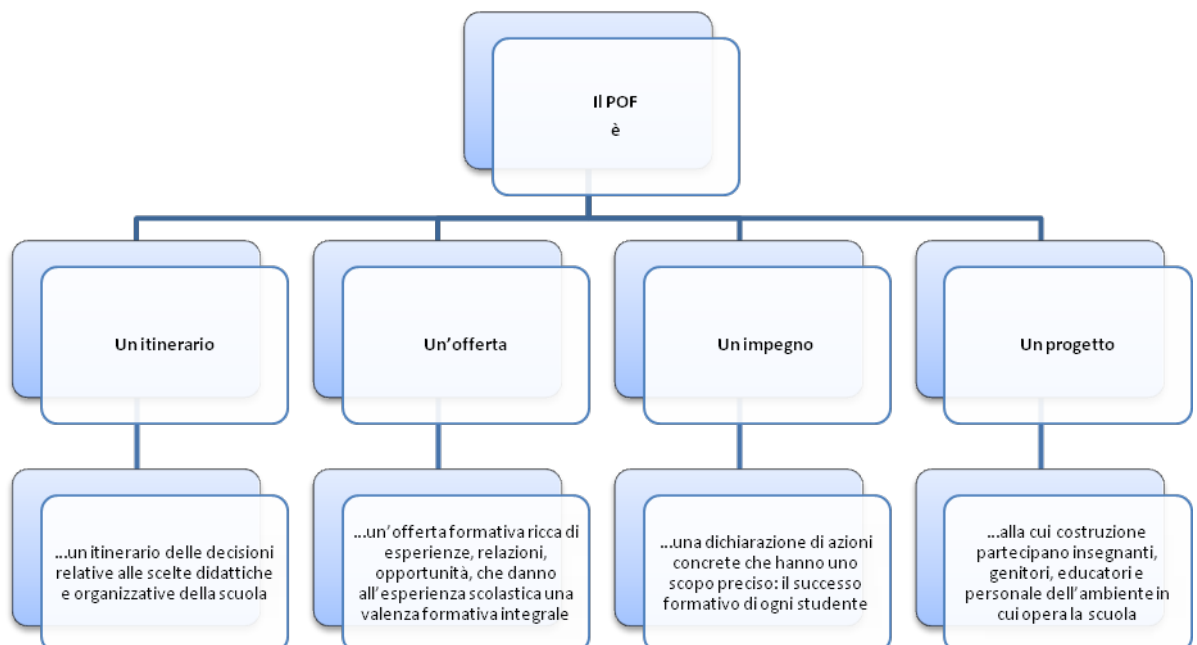 Il POF
è
Un itinerario
Un'offerta
Un impegno
Un progetto
...un itinerario delle decisioni
relative alle scelte didattiche
e organizzative della scuola
...un'offerta formativa ricca di
esperienze, relazioni,
opportunità, che danno
all'esperienza scolastica una
valenza formativa integrale
...una dichiarazione di azioni
concrete che hanno uno
scopo preciso: il successo
formativo di ogni studente
...alla cui costruzione
partecipano insegnanti,
genitori, educatori e
personale dell'ambiente in
cui opera la scuola